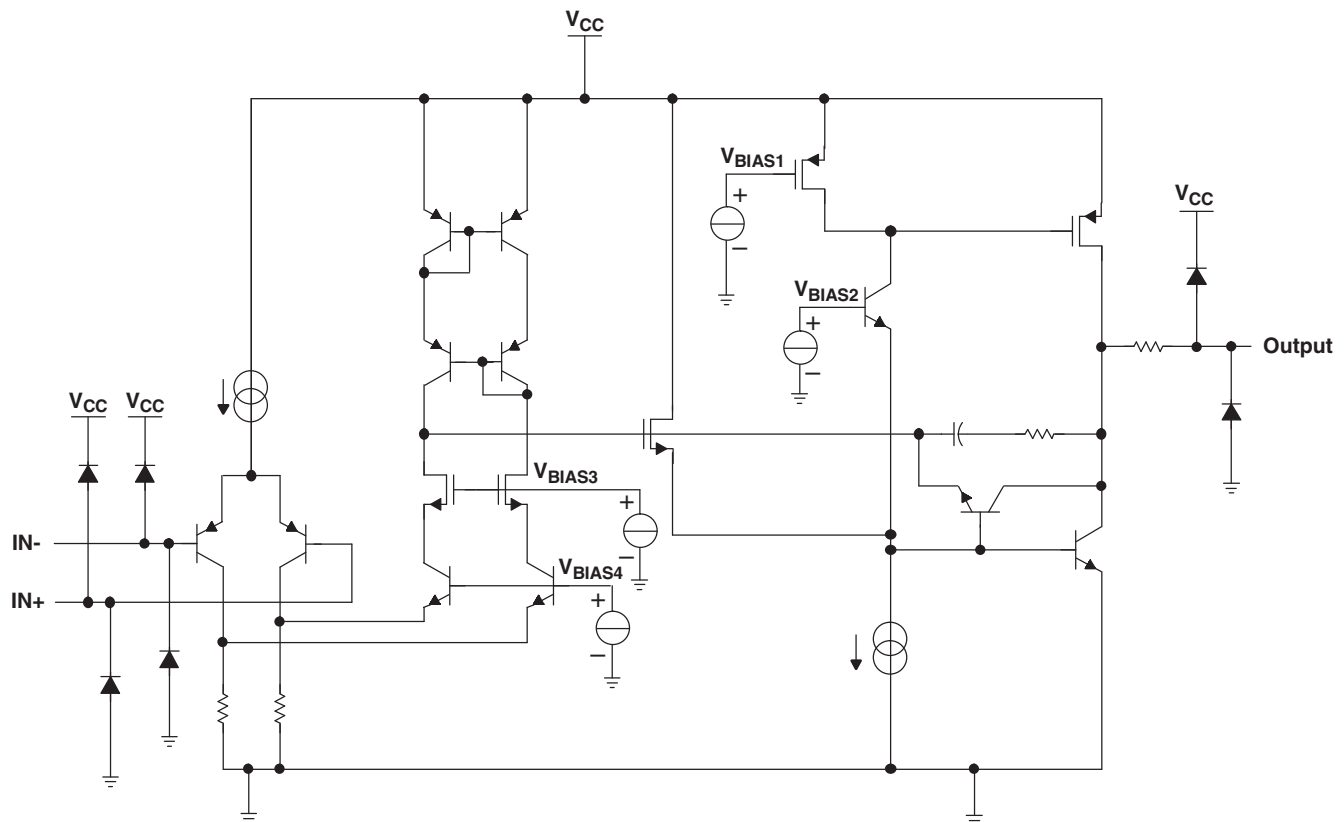 VCC
VBIAS1
+
−
VCC
VBIAS2
+
−
Output
VCC
VCC
VBIAS3
+
−
IN-
VBIAS4
+
−
IN+